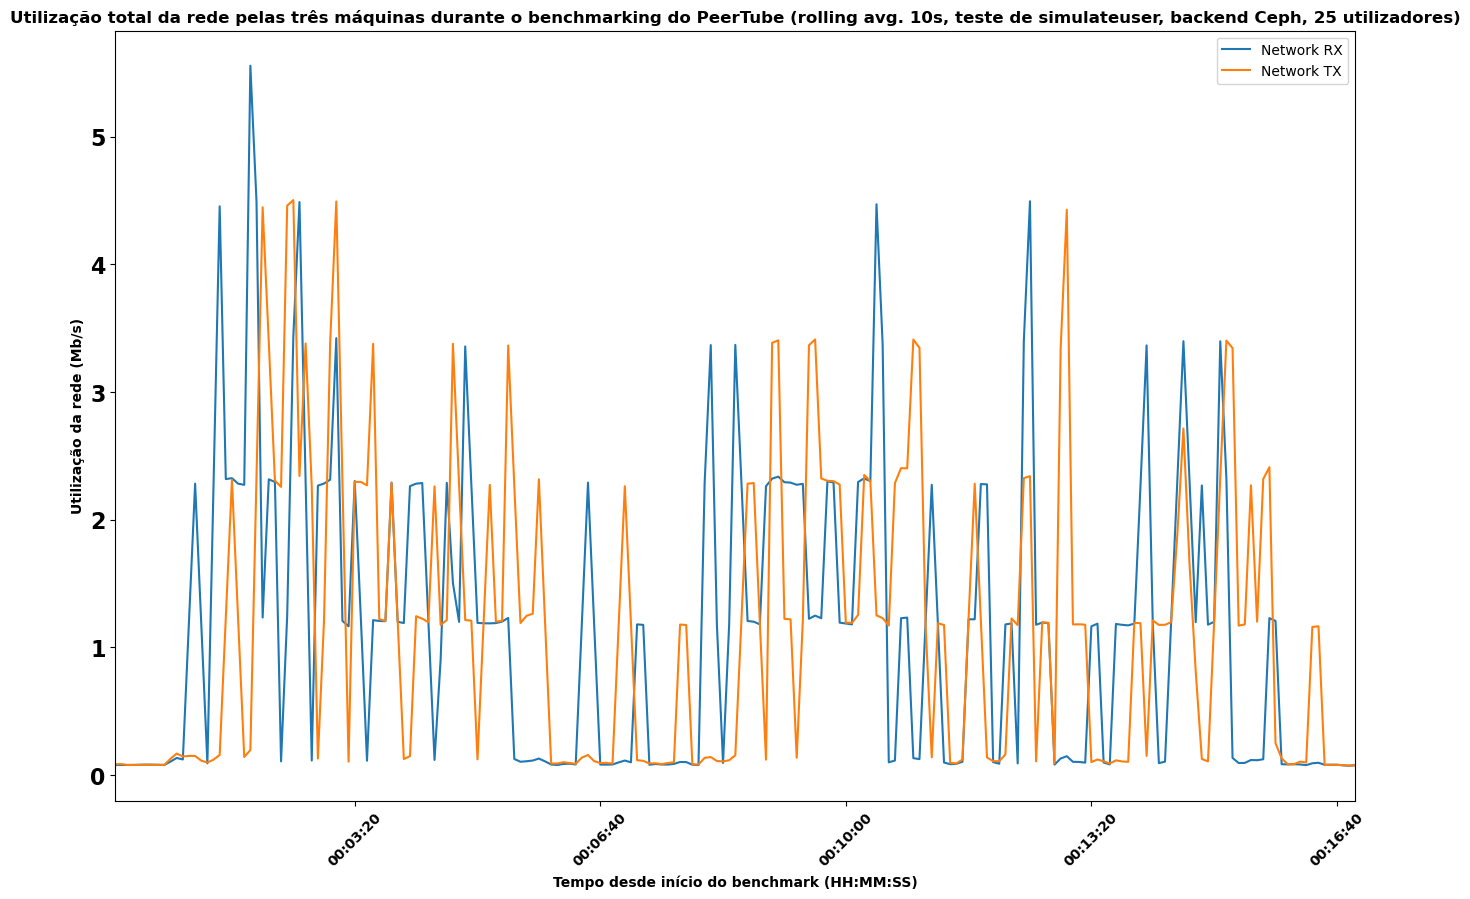 Utilização total da rede pelas três máquinas durante o benchmarking do PeerTube (rolling avg. 10s, teste de simulateuser, backend Ceph, 25 utilizadores)
Network RX
Network TX
5
4
3
2
1
0
Utilização da rede (Mb/s)
00:03:20
00:06:40
00:10:00
00:13:20
00:16:40
Tempo desde início do benchmark (HH:MM:SS)